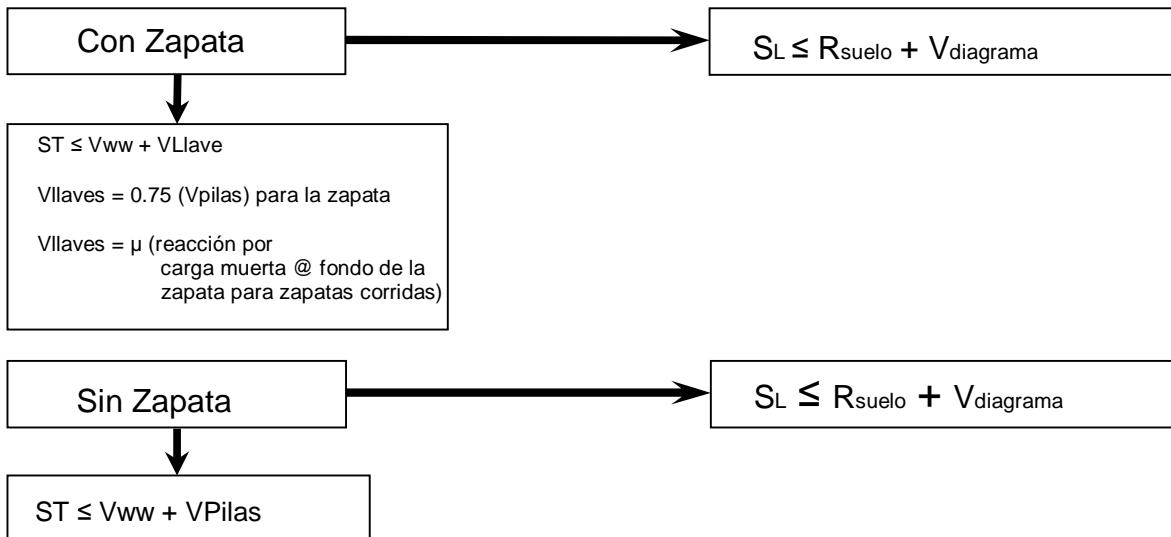 Con Zapata
SL ≤ Rsuelo + Vdiagrama
ST ≤ Vww + VLlave
Vllaves = 0.75 (Vpilas) para la zapata
Vllaves = µ (reacción por
carga muerta @ fondo de la
zapata para zapatas corridas)
Sin Zapata
SL ≤ Rsuelo + Vdiagrama
ST ≤ Vww + VPilas